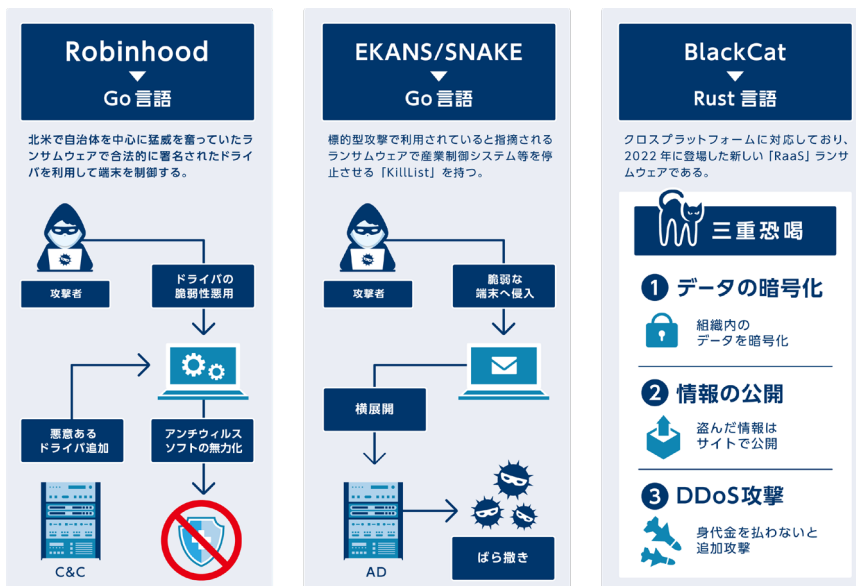 Robinhood
Go 言語
北米で自治体を中心に猛威を奮っていたラ
ンサムウェアで合法的に署名されたドライ
バを利用して端末を制御する。
攻撃者
ドライバの
脆弱性悪用
悪意ある
ドライバ追加
アンチウィルス
ソフトの無力化
C&C
EKANS/SNAKE
Go 言語
標的型攻撃で利用されていると指摘される
ランサムウェアで産業制御システム等を停
止させる「KillList」を持つ。
攻撃者
脆弱な
端末へ侵入
横展開
AD
ばら撒き
BlackCat
Rust 言語
クロスプラットフォームに対応しており、
2022 年に登場した新しい「RaaS」ランサ
ムウェアである。
三重恐喝
1 データの暗号化
組織内の
データを暗号化
2 情報の公開
盗んだ情報は
サイトで公開
3 DDoS攻撃
身代金を払わないと
追加攻撃